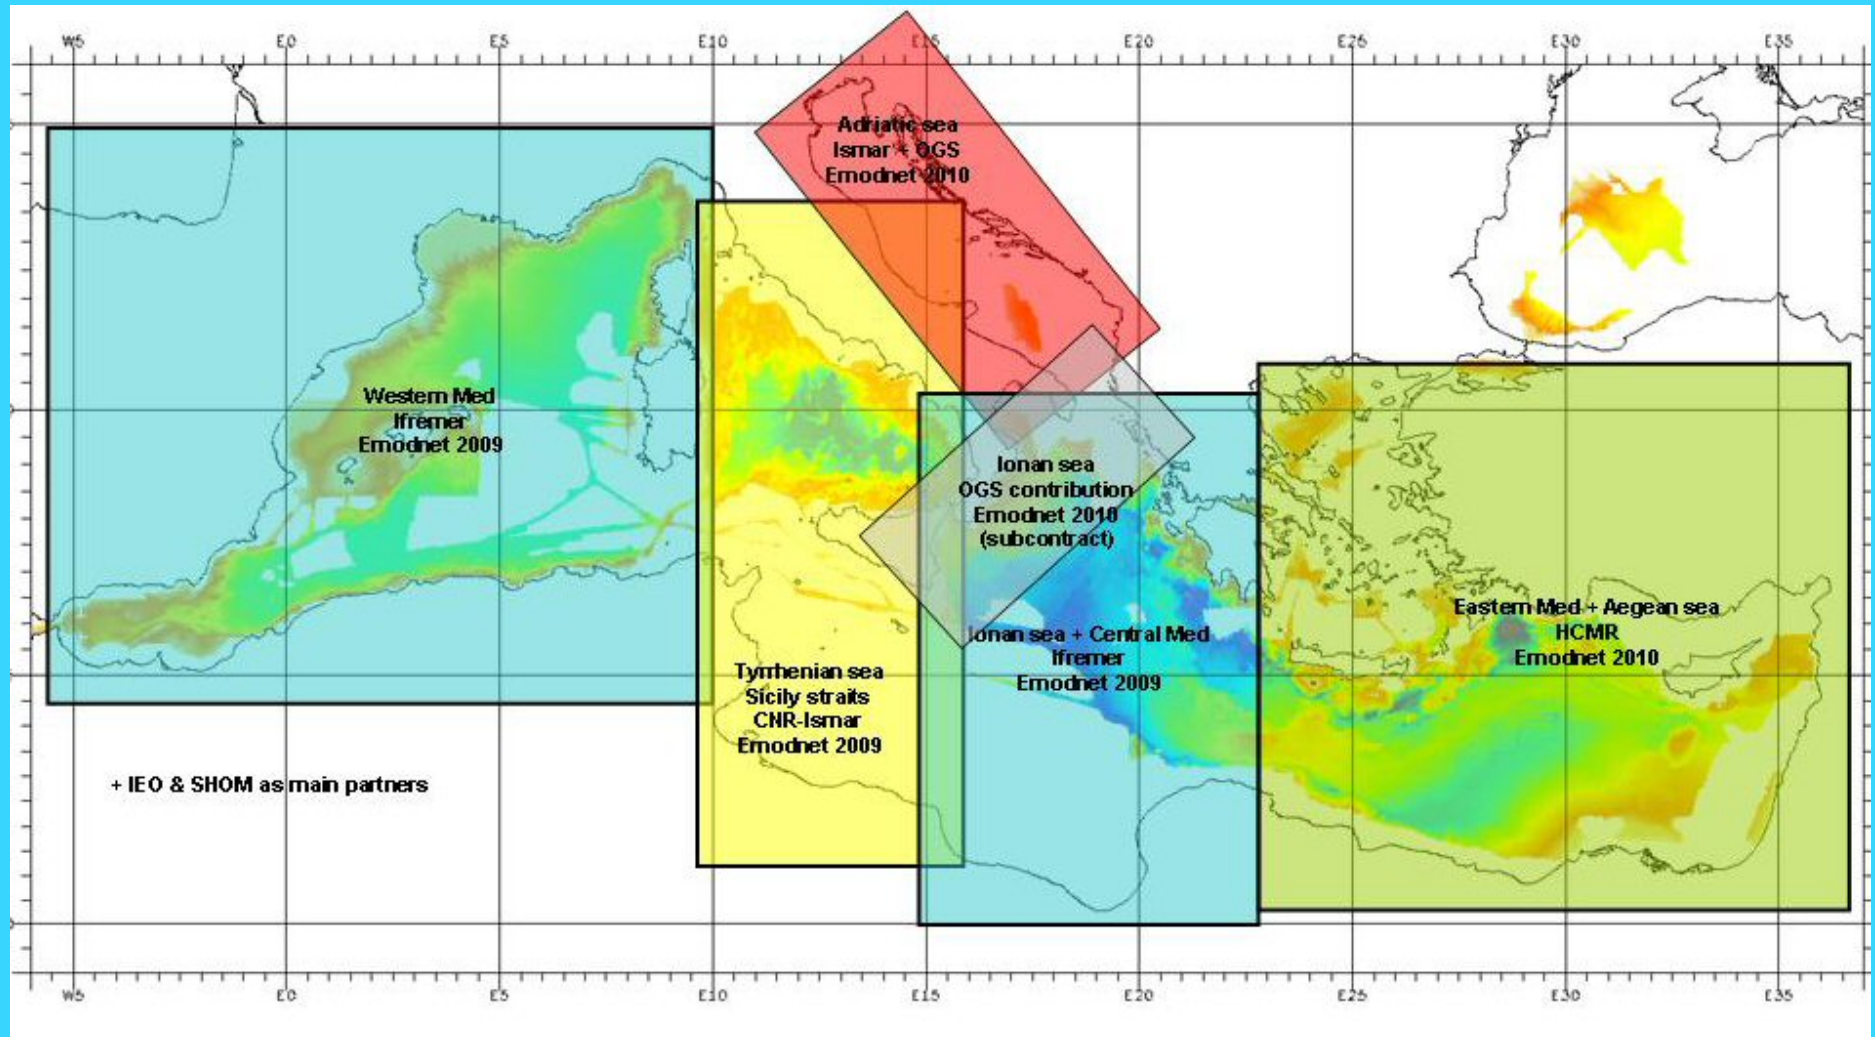 W5 E0 E5 E10 E15 E20 E25 E30 E35
Adriatic sea
Ismar + OGS
Emodnet 2010
Western Med
Ifremer
Emodnet 2009
Ionan sea
OGS contribution
Emodnet 2010
(subcontract)
Ionan sea + Central Med
Ifremer
Emodnet 2009
Eastern Med + Aegean sea
HCMR
Emodnet 2010
Tyrrhenian sea
Sicily straits
CNR-Ismar
Emodnet 2009
+ IEO & SHOM as main partners
W5 E0 E5 E10 E15 E20 E25 E30 E35